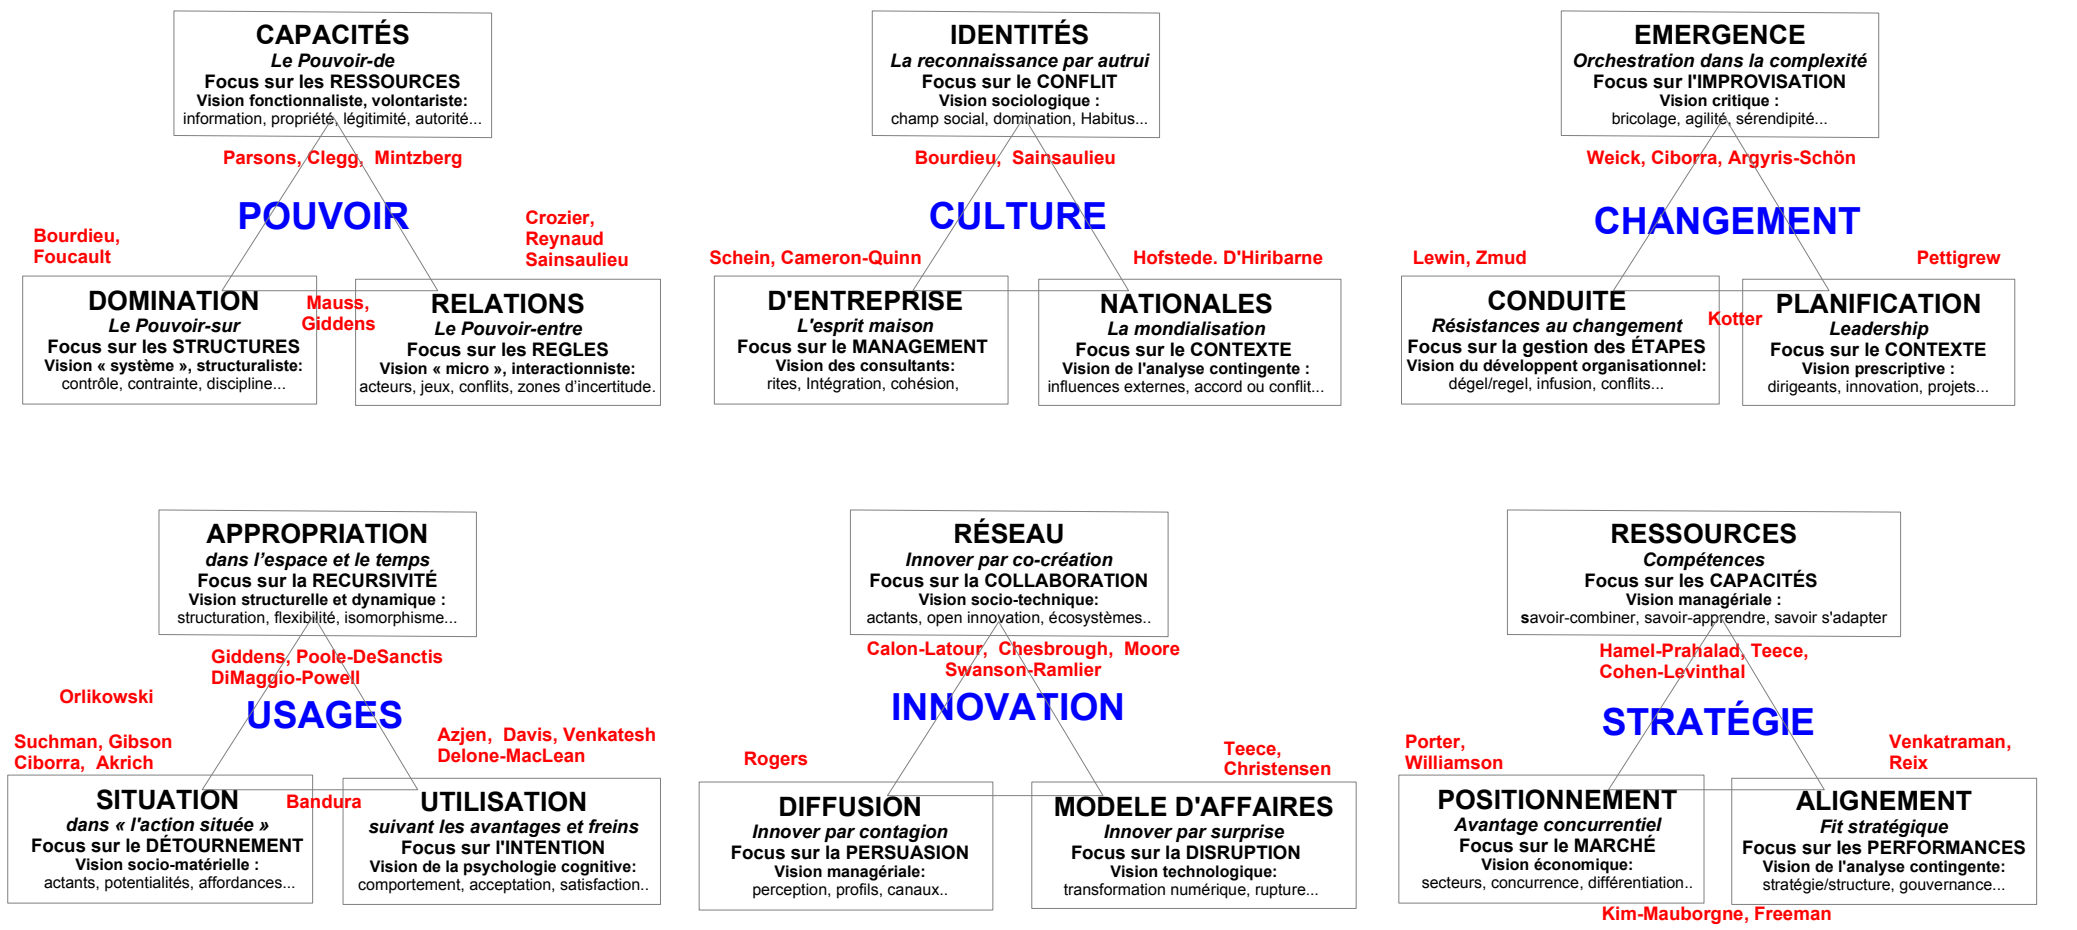 CAPACITÉS
Le Pouvoir-de
Focus sur les RESSOURCES
Vision fonctionnaliste, volontariste:
information, propriété, légitimité, autorité...
Parsons, Clegg, Mintzberg
POUVOIR
Bourdieu,
Foucault
Crozier,
Reynaud
Sainsaulieu
DOMINATION
Le Pouvoir-sur
Focus sur les STRUCTURES
Vision « système », structuraliste:
contrôle, contrainte, discipline...
Mauss,
Giddens
RELATIONS
Le Pouvoir-entre
Focus sur les REGLES
Vision « micro », interactionniste:
acteurs, jeux, conflits, zones d'incertitude.
IDENTITÉS
La reconnaissance par autrui
Focus sur le CONFLIT
Vision sociologique :
champ social, domination, Habitus...
Bourdieu, Sainsaulieu
CULTURE
Schein, Cameron-Quinn
Hofstede. D'Hiribarne
D'ENTREPRISE
L'esprit maison
Focus sur le MANAGEMENT
Vision des consultants:
rites, Intégration, cohésion,
NATIONALES
La mondialisation
Focus sur le CONTEXTE
Vision de l'analyse contingente :
influences externes, accord ou conflit...
EMERGENCE
Orchestration dans la complexité
Focus sur l'IMPROVISATION
Vision critique :
bricolage, agilité, sérendipité...
Weick, Ciborra, Argyris-Schön
CHANGEMENT
Lewin, Zmud
Pettigrew
CONDUITE
Résistances au changement
Focus sur la gestion des ÉTAPES
Vision du développent organisationnel:
dégel/regel, infusion, conflits...
Kotter
PLANIFICATION
Leadership
Focus sur le CONTEXTE
Vision prescriptive :
dirigeants, innovation, projets...
APPROPRIATION
dans l'espace et le temps
Focus sur la RECURSIVITÉ
Vision structurelle et dynamique :
structuration, flexibilité, isomorphisme...
Giddens, Poole-DeSanctis
DiMaggio-Powell
Orlikowski
USAGES
Suchman, Gibson
Ciborra, Akrich
Azjen, Davis, Venkatesh
Delone-MacLean
SITUATION
dans « l'action située »
Focus sur le DÉTOURNEMENT
Vision socio-matérielle :
actants, potentialités, affordances...
Bandura
UTILISATION
suivant les avantages et freins
Focus sur l'INTENTION
Vision de la psychologie cognitive:
comportement, acceptation, satisfaction..
RÉSEAU
Innover par co-création
Focus sur la COLLABORATION
Vision socio-technique:
actants, open innovation, écosystèmes..
Calon-Latour, Chesbrough, Moore
Swanson-Ramlier
INNOVATION
Rogers
Teece,
Christensen
DIFFUSION
Innover par contagion
Focus sur la PERSUASION
Vision managériale:
perception, profils, canaux..
MODELE D'AFFAIRES
Innover par surprise
Focus sur la DISRUPTION
Vision technologique:
transformation numérique, rupture...
RESSOURCES
Compétences
Focus sur les CAPACITÉS
Vision managériale :
savoir-combiner, savoir-apprendre, savoir s'adapter
Hamel-Prahalad, Teece,
Cohen-Levinthal
STRATÉGIE
Porter,
Williamson
Venkatraman,
Reix
POSITIONNEMENT
Avantage concurrentiel
Focus sur le MARCHÉ
Vision économique:
secteurs, concurrence, différentiation..
ALIGNEMENT
Fit stratégique
Focus sur les PERFORMANCES
Vision de l'analyse contingente:
stratégie/structure, gouvernance...
Kim-Mauborgne, Freeman